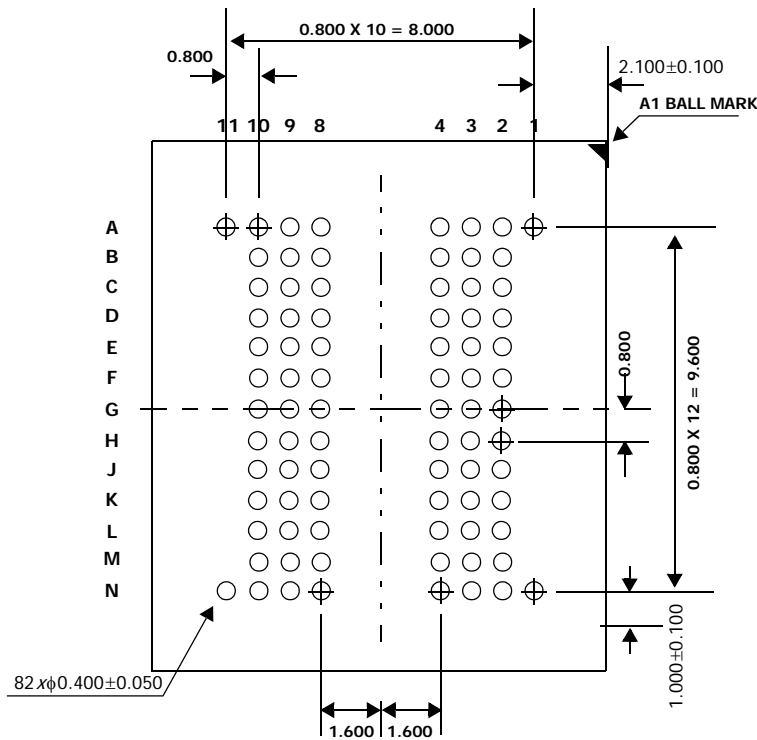 0.800 X 10 = 8.000
0.800
2.100±0.100
A1 BALL MARK
11 10 9 8 4 3 2 1
A
B
C
D
E
F
G
H
J
K
L
M
N
0.800
0.800 X 12 = 9.600
1.000±0.100
82xϕ0.400±0.050
1.600 1.600